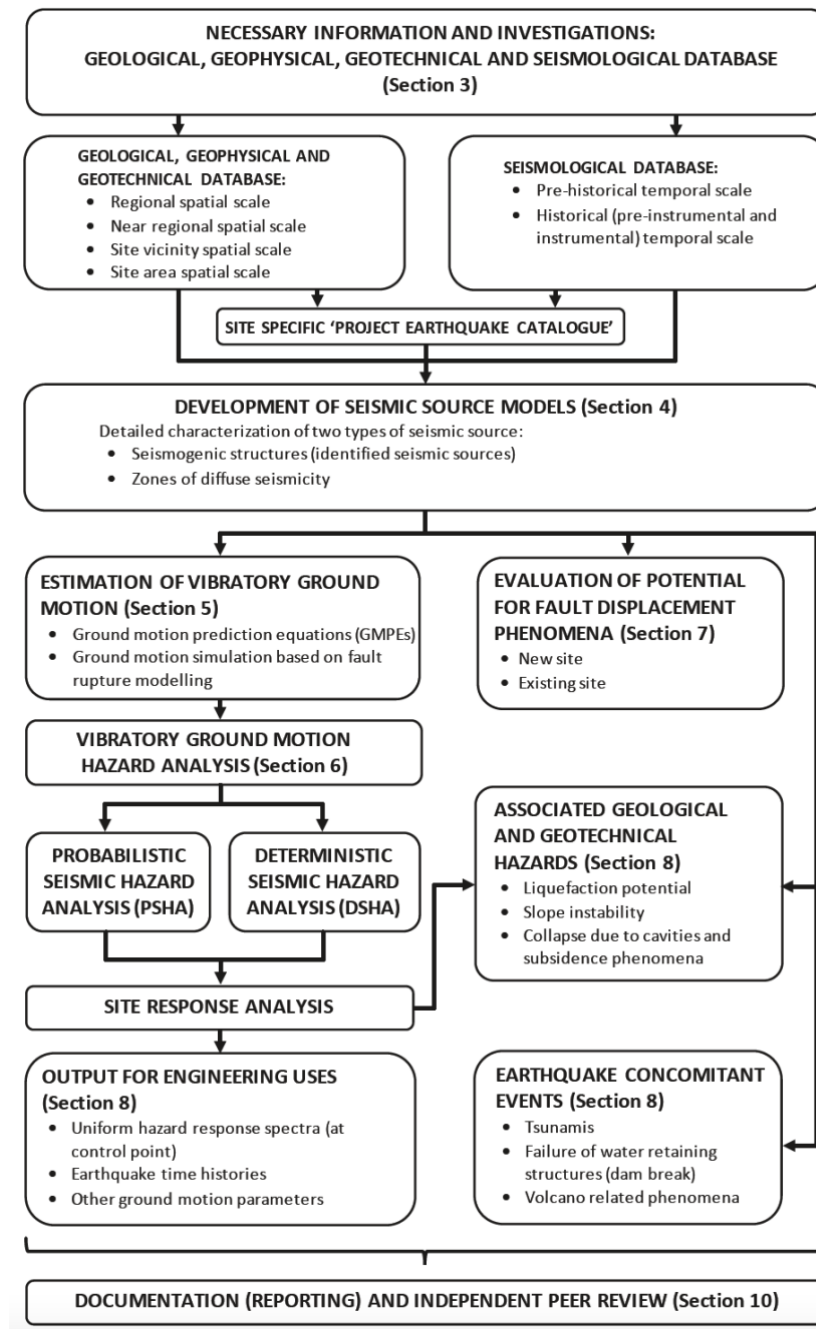 NECESSARY INFORMATION AND INVESTIGATIONS:
GEOLOGICAL, GEOPHYSICAL, GEOTECHNICAL AND SEISMOLOGICAL DATABASE
(Section 3)
GEOLOGICAL, GEOPHYSICAL AND
GEOTECHNICAL DATABASE:
• Regional spatial scale
• Near regional spatial scale
• Site vicinity spatial scale
• Site area spatial scale
SEISMOLOGICAL DATABASE:
• Pre-historical temporal scale
• Historical (pre-instrumental and
instrumental) temporal scale
SITE SPECIFIC ‘PROJECT EARTHQUAKE CATALOGUE’
DEVELOPMENT OF SEISMIC SOURCE MODELS (Section 4)
Detailed characterization of two types of seismic source:
• Seismogenic structures (identified seismic sources)
• Zones of diffuse seismicity
ESTIMATION OF VIBRATORY GROUND
MOTION (Section 5)
• Ground motion prediction equations (GMPEs)
• Ground motion simulation based on fault
rupture modelling
EVALUATION OF POTENTIAL
FOR FAULT DISPLACEMENT
PHENOMENA (Section 7)
• New site
• Existing site
VIBRATORY GROUND MOTION
HAZARD ANALYSIS (Section 6)
PROBABILISTIC
SEISMIC HAZARD
ANALYSIS (PSHA)
DETERMINISTIC
SEISMIC HAZARD
ANALYSIS (DSHA)
ASSOCIATED GEOLOGICAL
AND GEOTECHNICAL
HAZARDS (Section 8)
• Liquefaction potential
• Slope instability
• Collapse due to cavities and
subsidence phenomena
SITE RESPONSE ANALYSIS
OUTPUT FOR ENGINEERING USES
(Section 8)
• Uniform hazard response spectra (at
control point)
• Earthquake time histories
• Other ground motion parameters
EARTHQUAKE CONCOMITANT
EVENTS (Section 8)
• Tsunamis
• Failure of water retaining
structures (dam break)
• Volcano related phenomena
DOCUMENTATION (REPORTING) AND INDEPENDENT PEER REVIEW (Section 10)